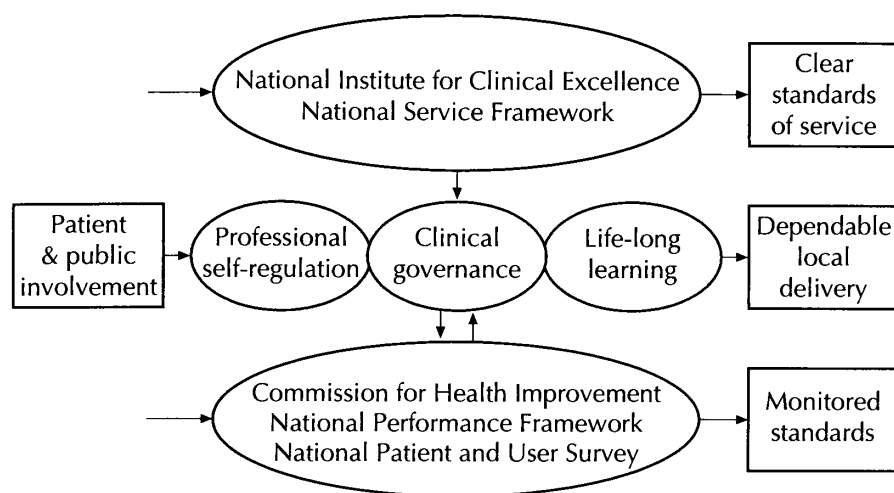 National Institute for Clinical Excellence
National Service Framework
Clear
standards
of service
Patient
& public
involvement
Professional
self-regulation
Clinical
governance
Life-long
learning
Dependable
local
delivery
Commission for Health Improvement
National Performance Framework
National Patient and User Survey
Monitored
standards